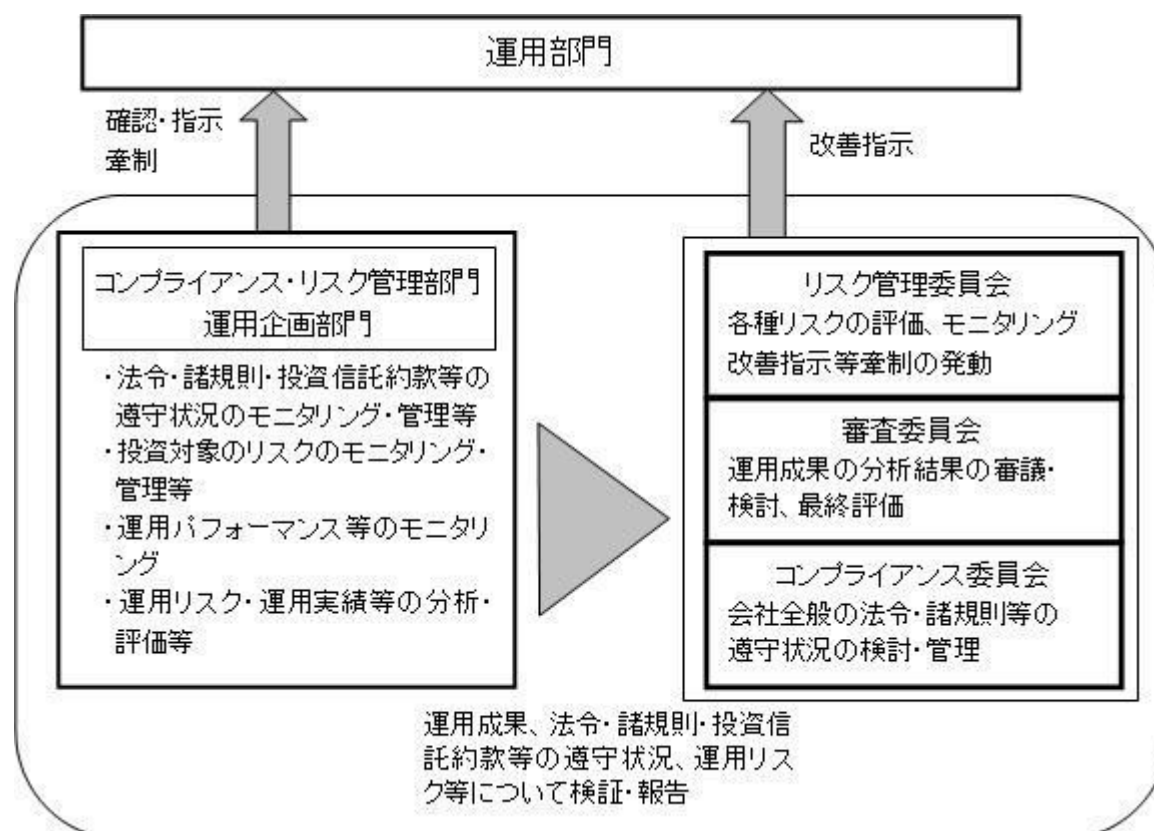 運用部門
確認・指示
牽制
改善指示
コンプライアンス・リスク管理部門
運用企画部門
・法令・諸規則・投資信託約款等の
遵守状況のモニタリング・管理等
・投資対象のリスクのモニタリング・
管理等
・運用パフォーマンス等のモニタリ
ング
・運用リスク・運用実績等の分析・
評価等
リスク管理委員会
各種リスクの評価、モニタリング
改善指示等牽制の発動
審査委員会
運用成果の分析結果の審議・
検討、最終評価
コンプライアンス委員会
会社全般の法令・諸規則等の
遵守状況の検討・管理
運用成果、法令・諸規則・投資信
託約款等の遵守状況、運用リス
ク等について検証・報告